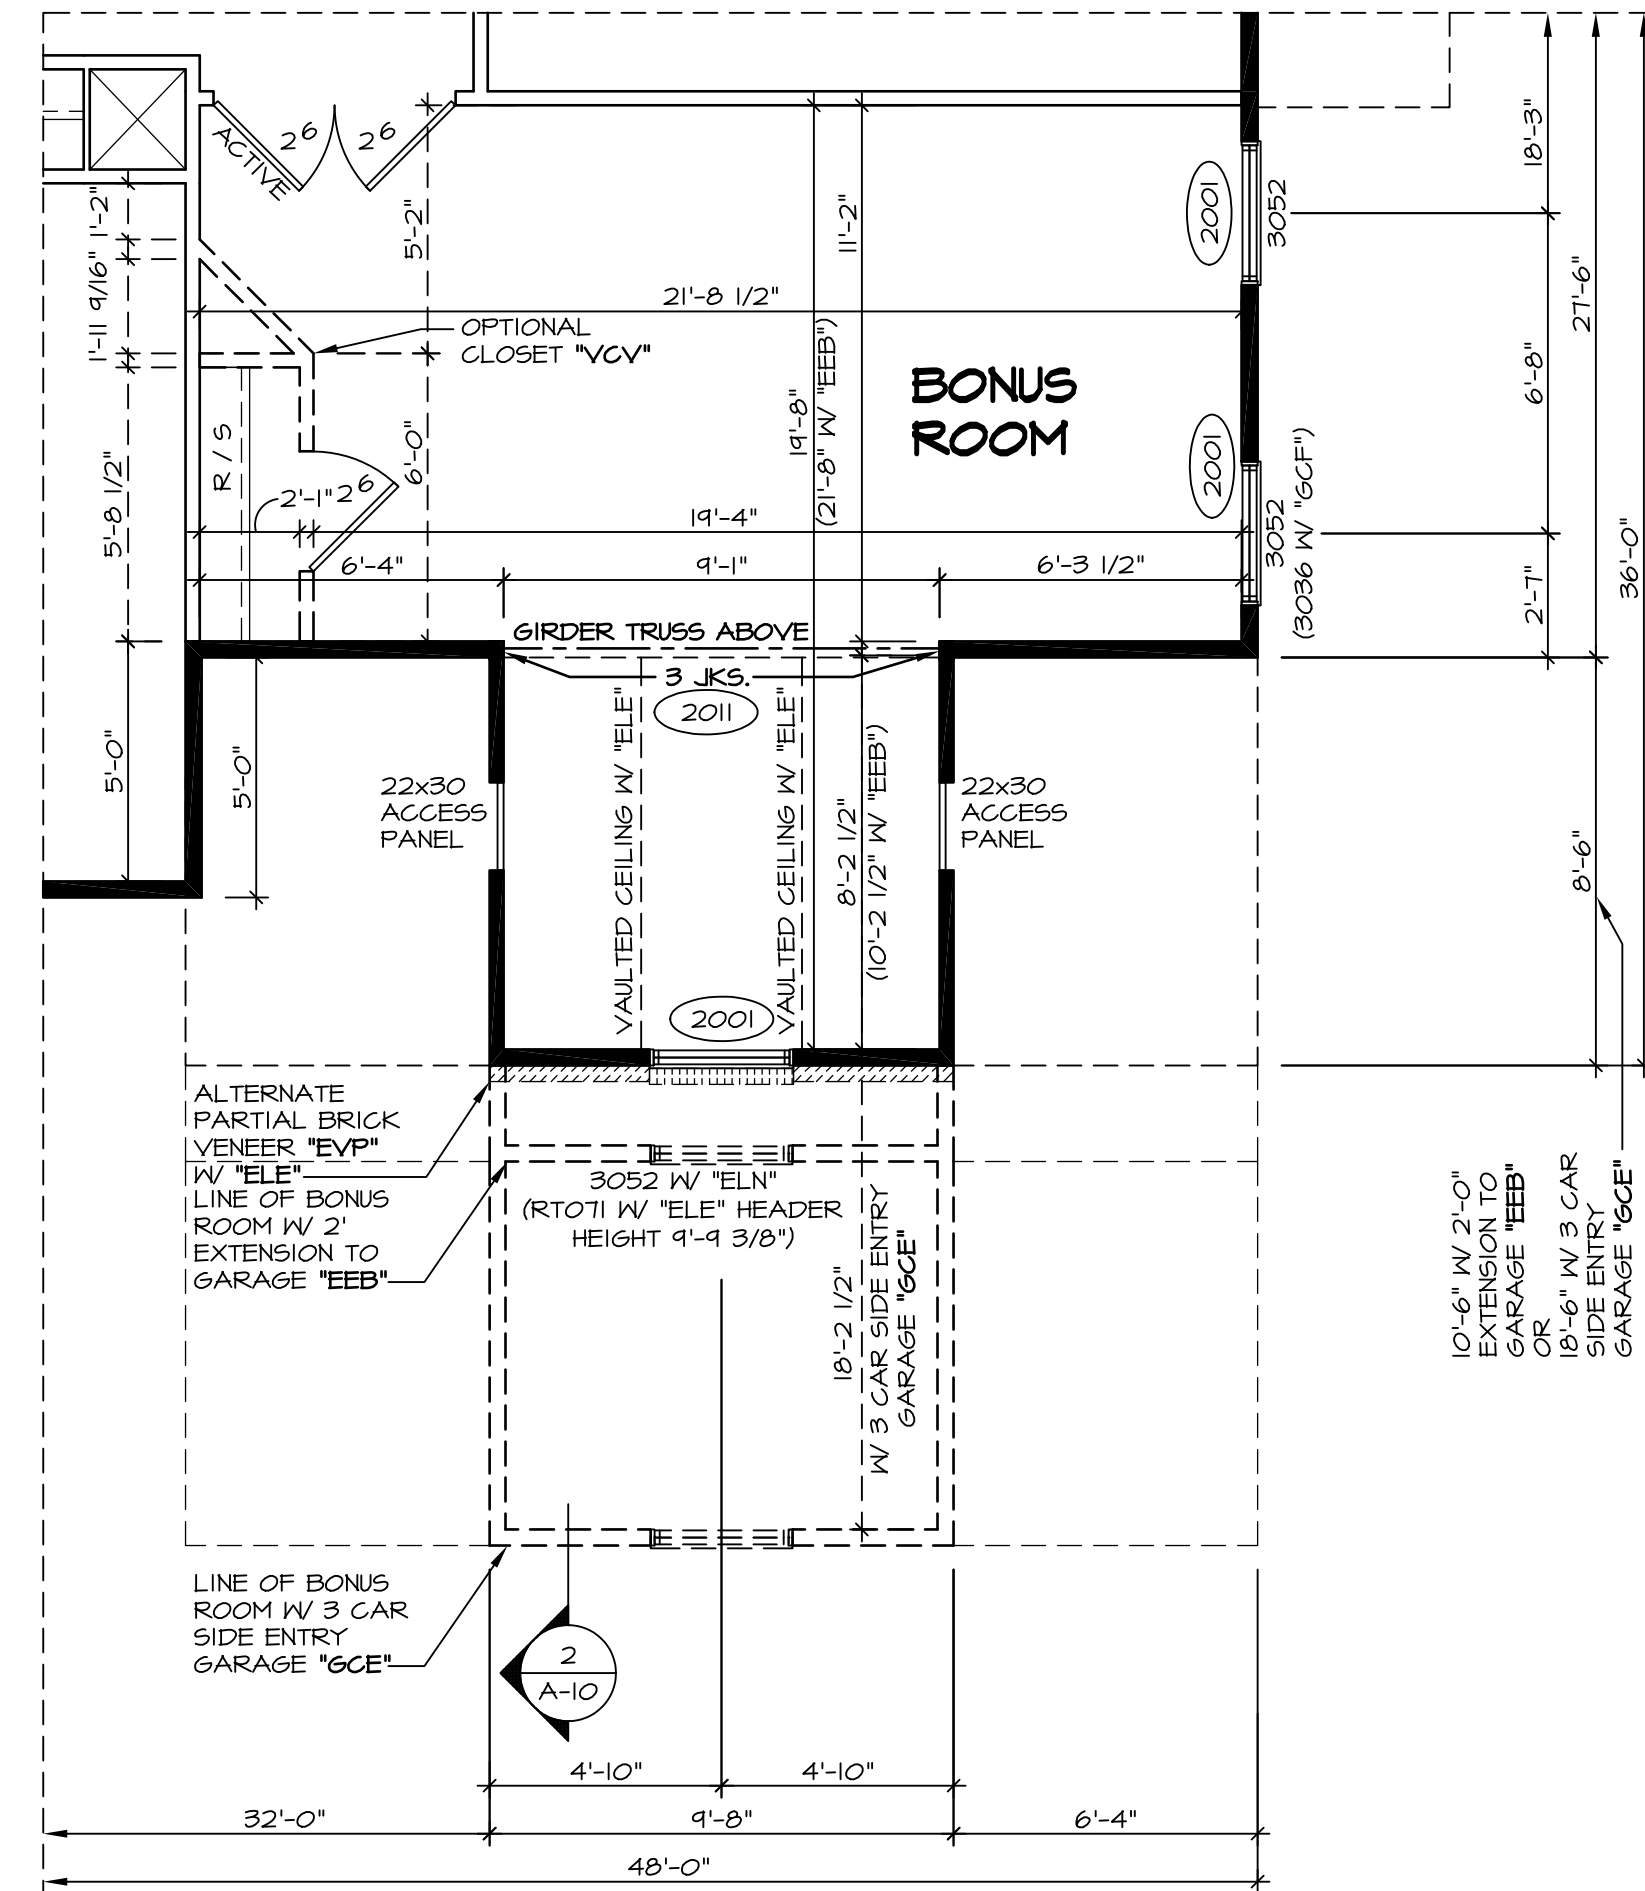 ACTIVE
2 6
2 6
1'-2"
1'-11 9/16"
5'-8 1/2"
5'-0"
5'-0"
5'-2"
6'-0"
11'-2"
21'-8 1/2"
OPTIONAL
CLOSET "VCV"
19'-8"
(21'-8" W/ "EEB")
BONUS
ROOM
2001
3052
2001
3052
(3036 W/ "GCF")
18'-3"
6'-8"
2'-7"
27'-6"
36'-0"
8'-6"
R / S
2'-1"
2 6
19'-4"
6'-4"
9'-1"
6'-3 1/2"
GIRDER TRUSS ABOVE
3 JKS.
2011
VAULTED CEILING W/ "ELE"
VAULTED CEILING W/ "ELE"
8'-2 1/2"
(10'-2 1/2" W/ "EEB")
22x30
ACCESS
PANEL
22x30
ACCESS
PANEL
2001
ALTERNATE
PARTIAL BRICK
VENEER "EVP"
W/ "ELE"
LINE OF BONUS
ROOM W/ 2'
EXTENSION TO
GARAGE "EEB"
3052 W/ "ELN"
(RTO71 W/ "ELE" HEADER
HEIGHT 9'-9 3/8")
18'-2 1/2"
W/ 3 CAR SIDE ENTRY
GARAGE "GCE"
10'-6" W/ 2'-0"
EXTENSION TO
GARAGE "EEB"
OR
18'-6" W/ 3 CAR
SIDE ENTRY
GARAGE "GCE"
LINE OF BONUS
ROOM W/ 3 CAR
SIDE ENTRY
GARAGE "GCE"
2
A-10
4'-10"
4'-10"
32'-0"
9'-8"
6'-4"
48'-0"